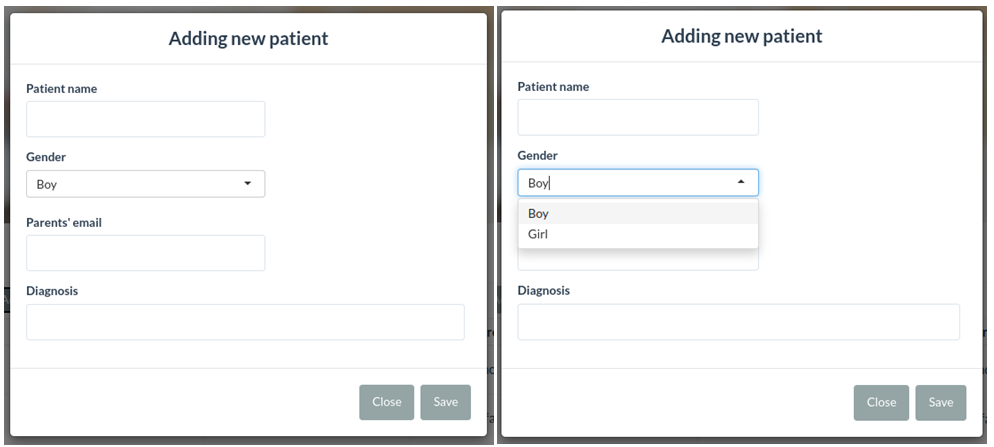 Adding new patient
Patient name
Gender
Boy
Parents' email
Diagnosis
Close Save
Adding new patient
Patient name
Gender
Boy
Boy
Girl
Diagnosis
Close Save